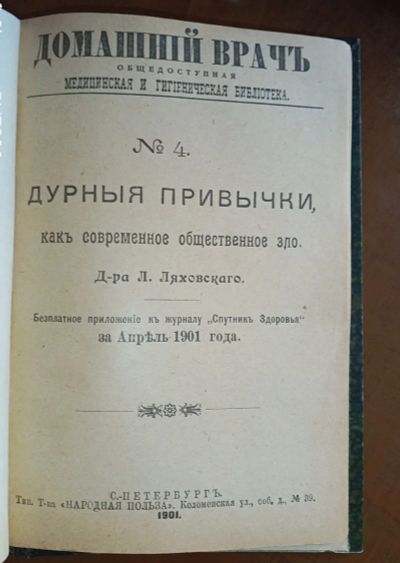 ДОМАШНІЙ ВРАЧЪ
ОБЩЕДОСТУПНАЯ
МЕДИЦИНСКАЯ И ГИГІЕНИЧЕСКАЯ БИБЛІОТЕКА.
№ 4.
ДУРНЫЯ ПРИВЫЧКИ,
какъ современное общественное зло.
Д-ра Л. Ляховскаго.
Безплатное приложеніе къ журналу „Спутникъ Здоровья“
за Апрѣль 1901 года.
С.-ПЕТЕРБУРГЪ.
Тип. Т-ва «НАРОДНАЯ ПОЛЬЗА». Коломенская ул., соб. д., № 39.
1901.